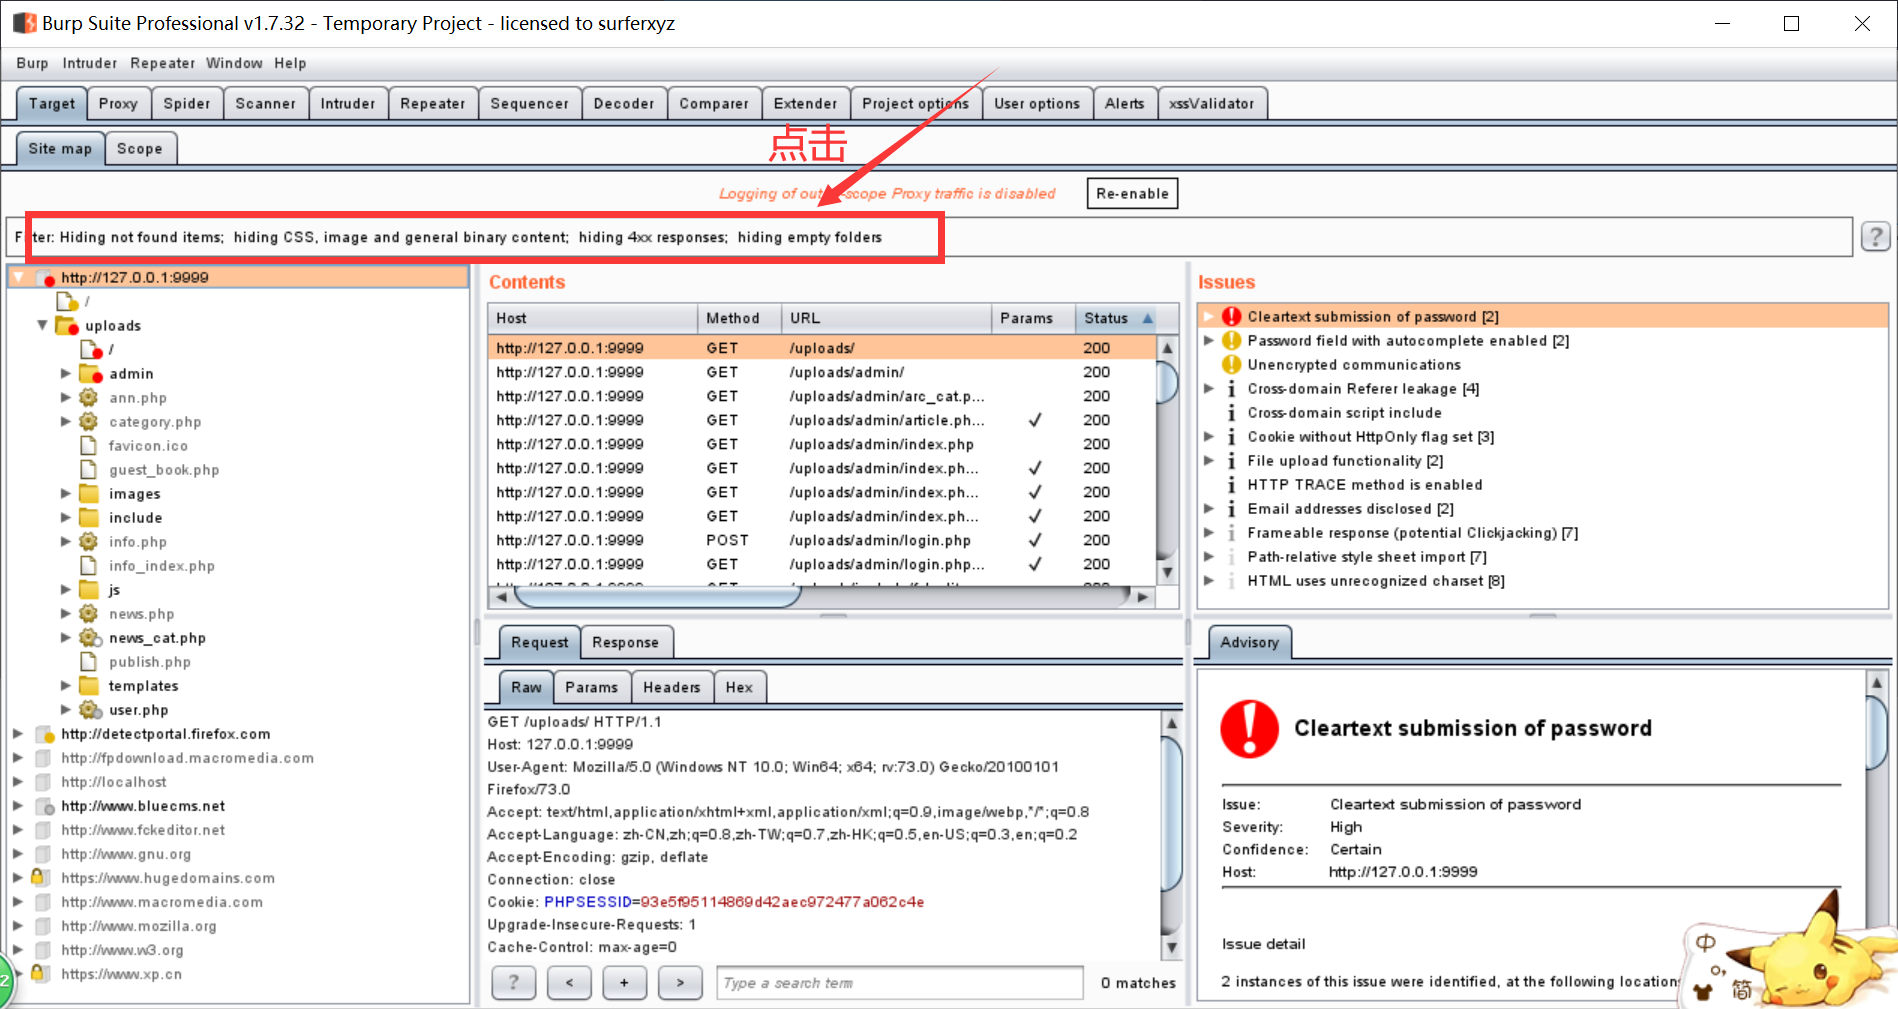 Burp Suite Professional v1.7.32 - Temporary Project - licensed to surferxyz
Burp Intruder Repeater Window Help
Target Proxy Spider Scanner Intruder Repeater Sequencer Decoder Comparer Extender Project options User options Alerts xssValidator
点击
Site map Scope
Logging of out-scope Proxy traffic is disabled Re-enable
Filter: Hiding not found items; hiding CSS, image and general binary content; hiding 4xx responses; hiding empty folders ?
http://127.0.0.1:9999
/
uploads
/
admin
ann.php
category.php
favicon.ico
guest_book.php
images
include
info.php
info_index.php
js
news.php
news_cat.php
publish.php
templates
user.php
http://detectportal.firefox.com
http://fpdownload.macromedia.com
http://localhost
http://www.bluecms.net
http://www.fckeditor.net
http://www.gnu.org
https://www.hugedomains.com
http://www.macromedia.com
http://www.mozilla.org
http://www.w3.org
https://www.xp.cn
2
Contents
Host Method URL Params Status
http://127.0.0.1:9999 GET /uploads/ 200
http://127.0.0.1:9999 GET /uploads/admin/ 200
http://127.0.0.1:9999 GET /uploads/admin/arc_cat.p... 200
http://127.0.0.1:9999 GET /uploads/admin/article.ph... ✓ 200
http://127.0.0.1:9999 GET /uploads/admin/index.php 200
http://127.0.0.1:9999 GET /uploads/admin/index.ph... ✓ 200
http://127.0.0.1:9999 GET /uploads/admin/index.ph... ✓ 200
http://127.0.0.1:9999 GET /uploads/admin/index.ph... ✓ 200
http://127.0.0.1:9999 POST /uploads/admin/login.php ✓ 200
http://127.0.0.1:9999 GET /uploads/admin/login.php... ✓ 200
Request Response
Raw Params Headers Hex
GET /uploads/ HTTP/1.1
Host: 127.0.0.1:9999
User-Agent: Mozilla/5.0 (Windows NT 10.0; Win64; x64; rv:73.0) Gecko/20100101
Firefox/73.0
Accept: text/html,application/xhtml+xml,application/xml;q=0.9,image/webp,*/*;q=0.8
Accept-Language: zh-CN,zh;q=0.8,zh-TW;q=0.7,zh-HK;q=0.5,en-US;q=0.3,en;q=0.2
Accept-Encoding: gzip, deflate
Connection: close
Cookie: PHPSESSID=93e5f95114869d42aec972477a062c4e
Upgrade-Insecure-Requests: 1
Cache-Control: max-age=0
? < + > Type a search term 0 matches
Issues
Cleartext submission of password [2]
Password field with autocomplete enabled [2]
Unencrypted communications
Cross-domain Referer leakage [4]
Cross-domain script include
Cookie without HttpOnly flag set [3]
File upload functionality [2]
HTTP TRACE method is enabled
Email addresses disclosed [2]
Frameable response (potential Clickjacking) [7]
Path-relative style sheet import [7]
HTML uses unrecognized charset [8]
Advisory
Cleartext submission of password
Issue: Cleartext submission of password
Severity: High
Confidence: Certain
Host: http://127.0.0.1:9999
Issue detail
2 instances of this issue were identified, at the following locations
中
简